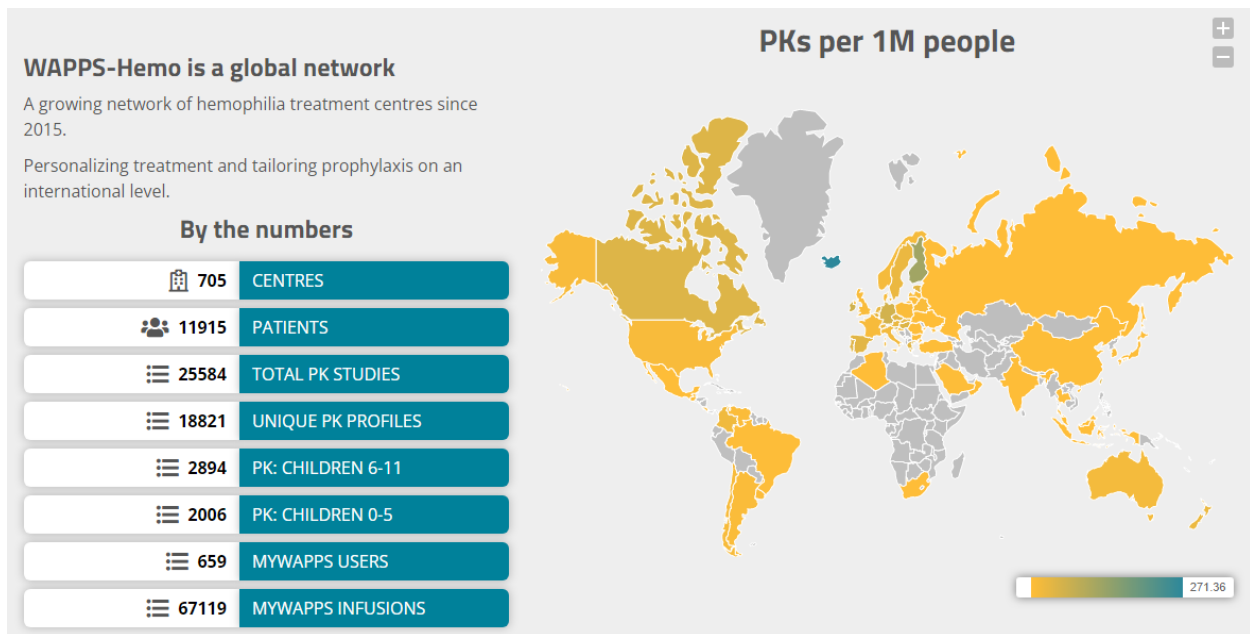 WAPPS-Hemo is a global network
A growing network of hemophilia treatment centres since
2015.
Personalizing treatment and tailoring prophylaxis on an
international level.
By the numbers
705 CENTRES
11915 PATIENTS
25584 TOTAL PK STUDIES
18821 UNIQUE PK PROFILES
2894 PK: CHILDREN 6-11
2006 PK: CHILDREN 0-5
659 MYWAPPS USERS
67119 MYWAPPS INFUSIONS
PKs per 1M people
+
−
271.36